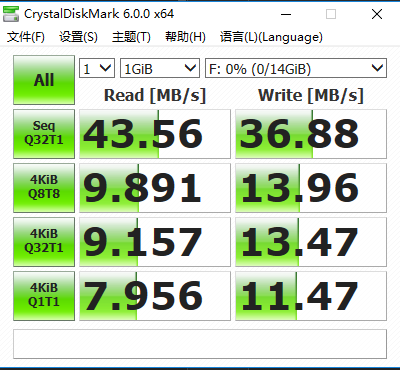 CrystalDiskMark 6.0.0 x64
文件(F) 设置(S) 主题(T) 帮助(H) 语言(L)(Language)
All 1 1GiB F: 0% (0/14GiB)
Read [MB/s] Write [MB/s]
Seq
Q32T1 43.56 36.88
4KiB
Q8T8 9.891 13.96
4KiB
Q32T1 9.157 13.47
4KiB
Q1T1 7.956 11.47